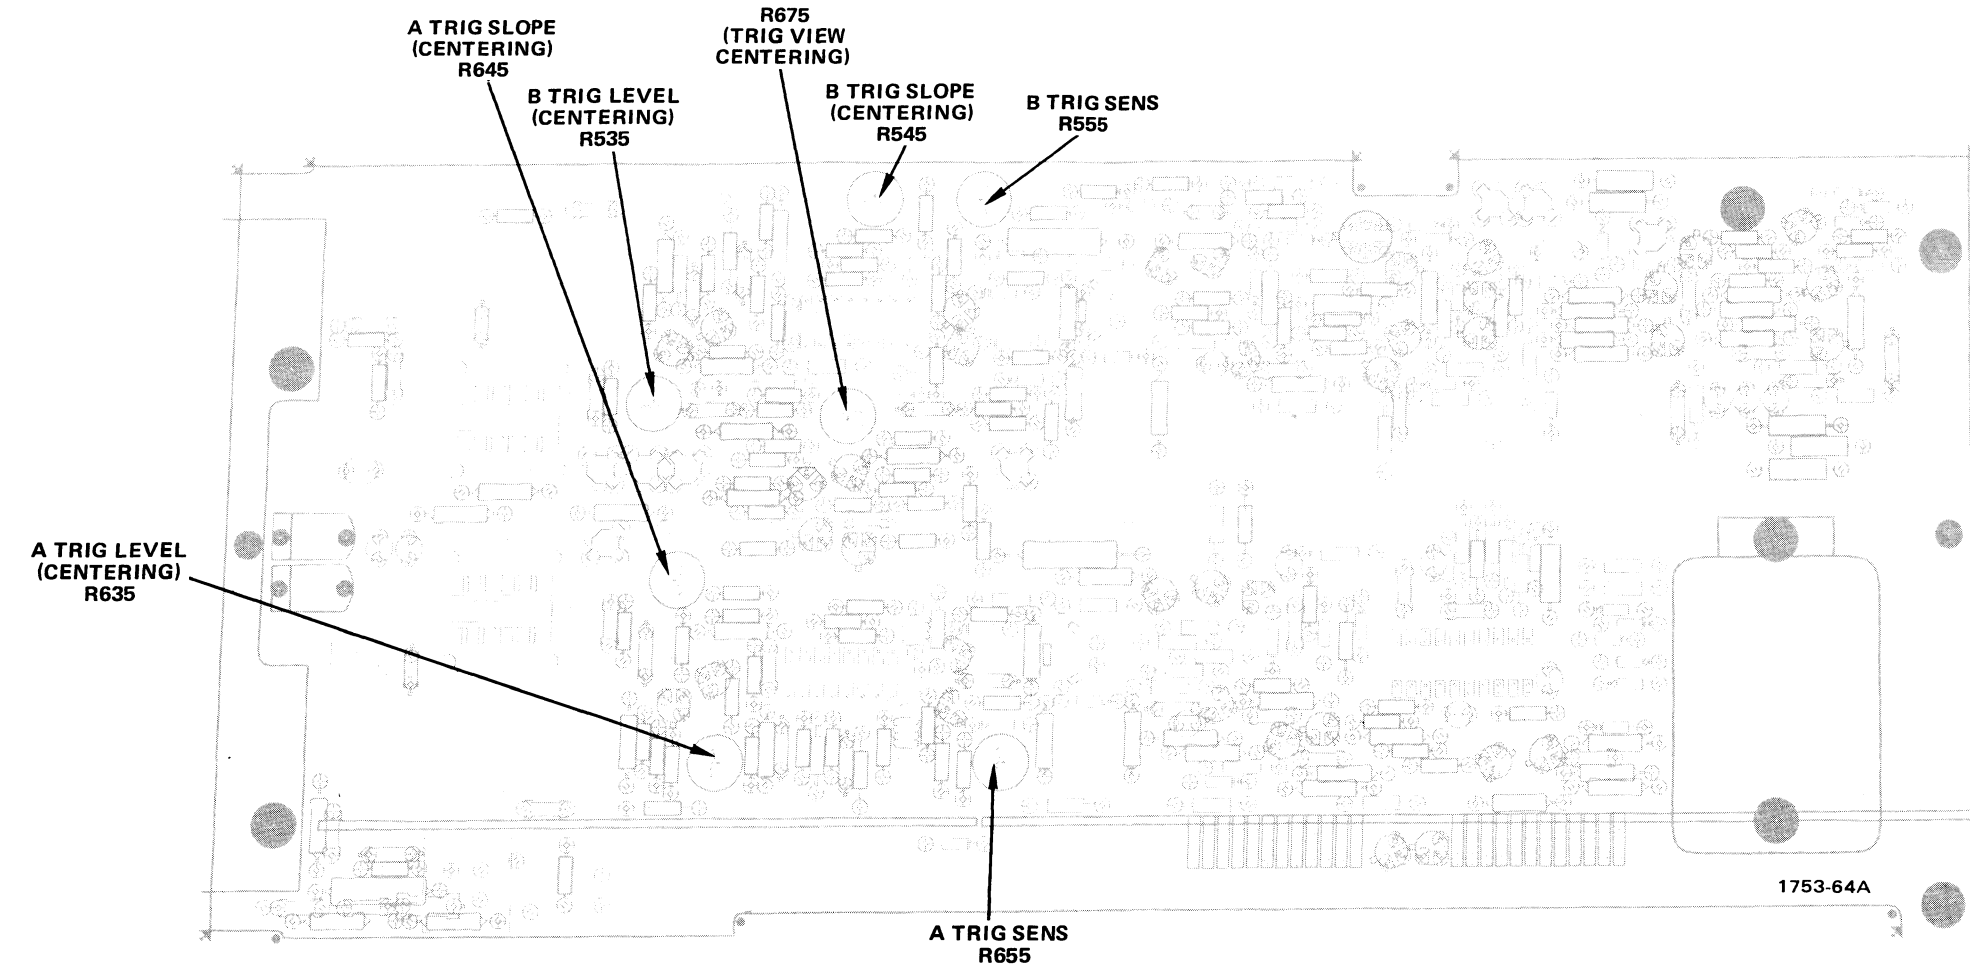 A TRIG SLOPE
(CENTERING)
R645
R675
(TRIG VIEW
CENTERING)
B TRIG LEVEL
(CENTERING)
R535
B TRIG SLOPE
(CENTERING)
R545
B TRIG SENS
R555
A TRIG LEVEL
(CENTERING)
R635
1753-64A
A TRIG SENS
R655